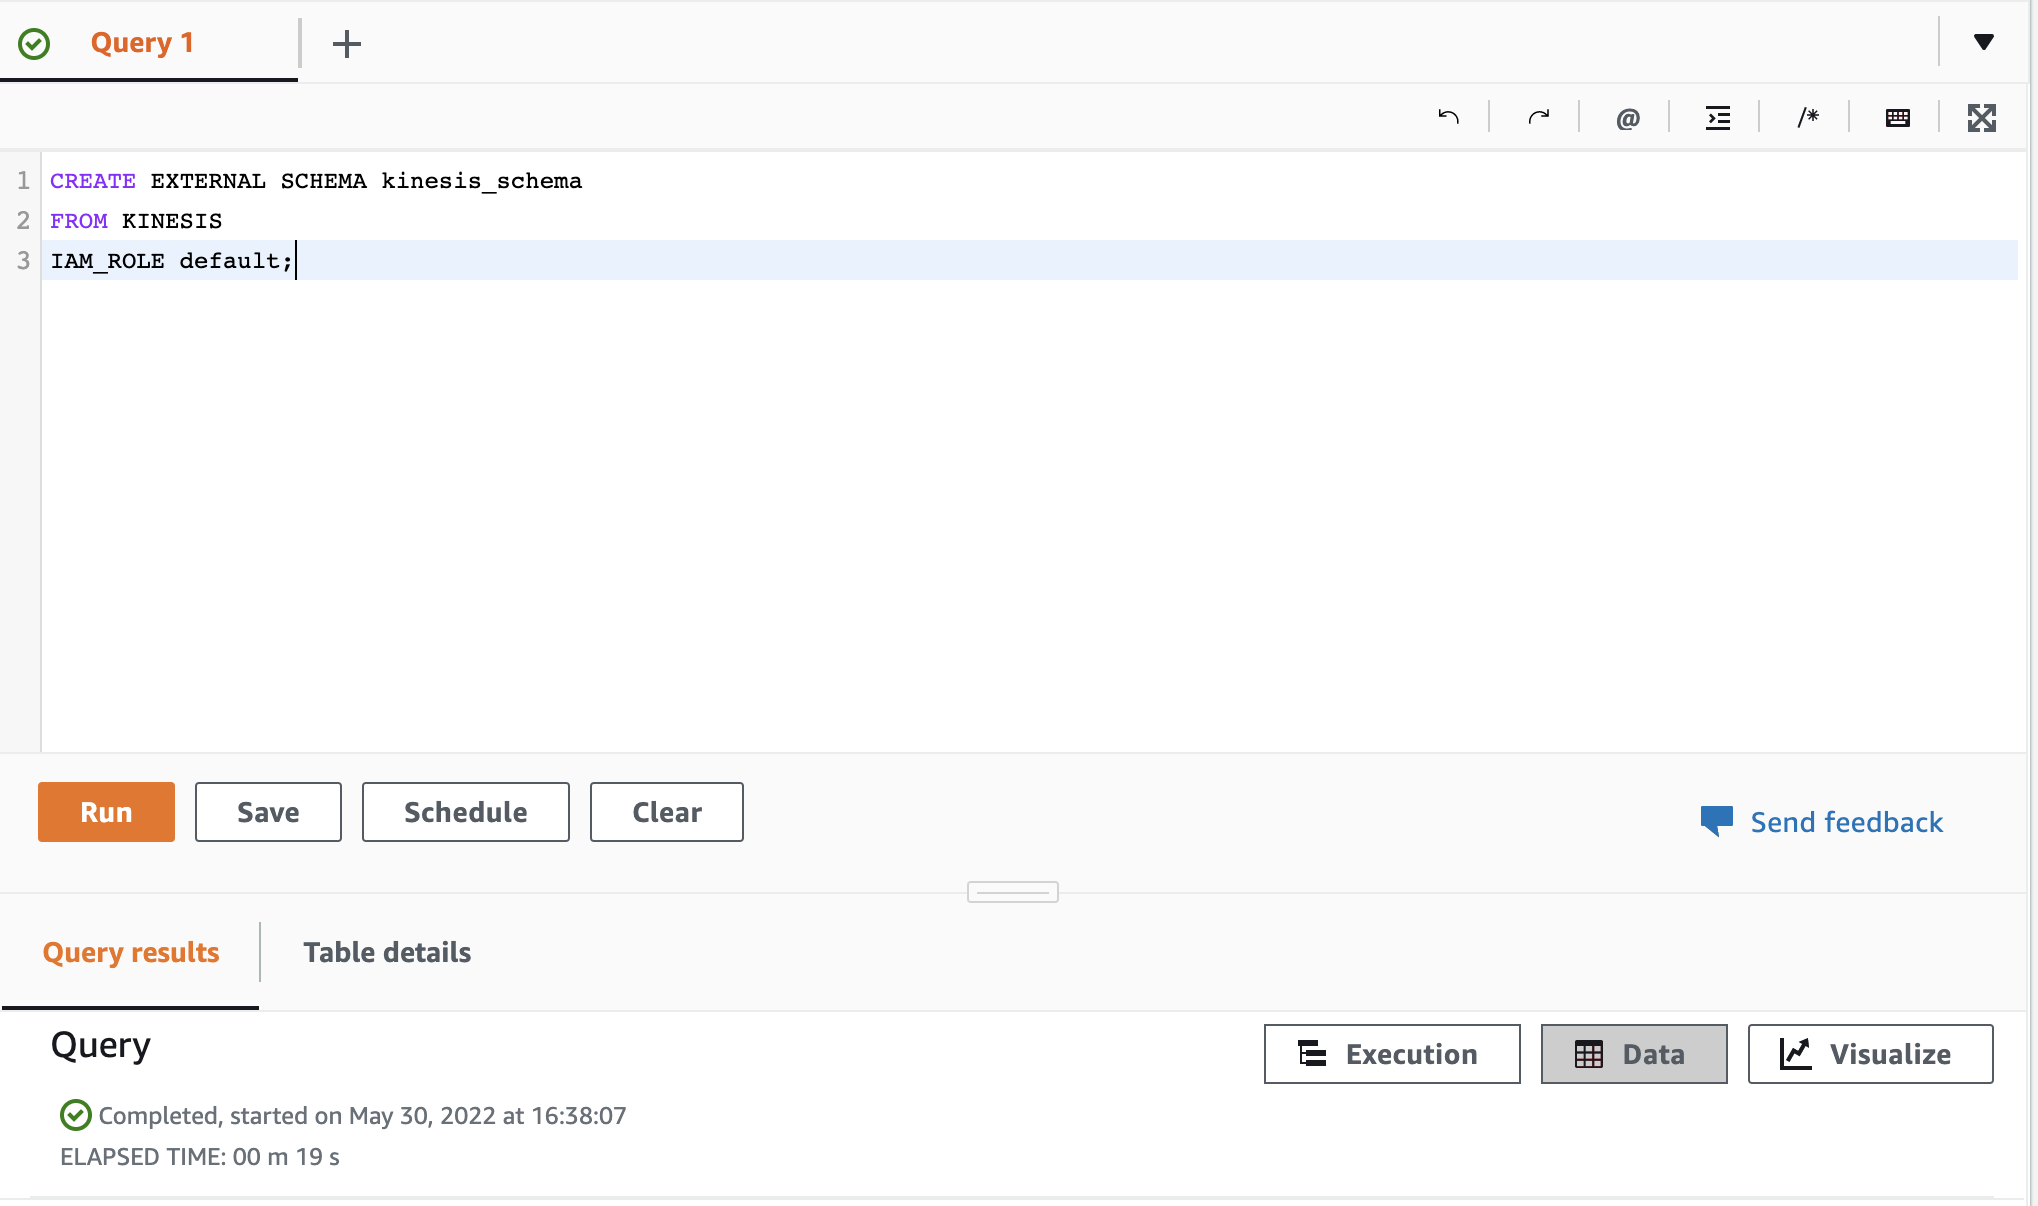 Query 1
@
/*
1 CREATE EXTERNAL SCHEMA kinesis_schema
2 FROM KINESIS
3 IAM_ROLE default;
Run Save Schedule Clear
Send feedback
Query results Table details
Query
Execution Data Visualize
Completed, started on May 30, 2022 at 16:38:07
ELAPSED TIME: 00 m 19 s